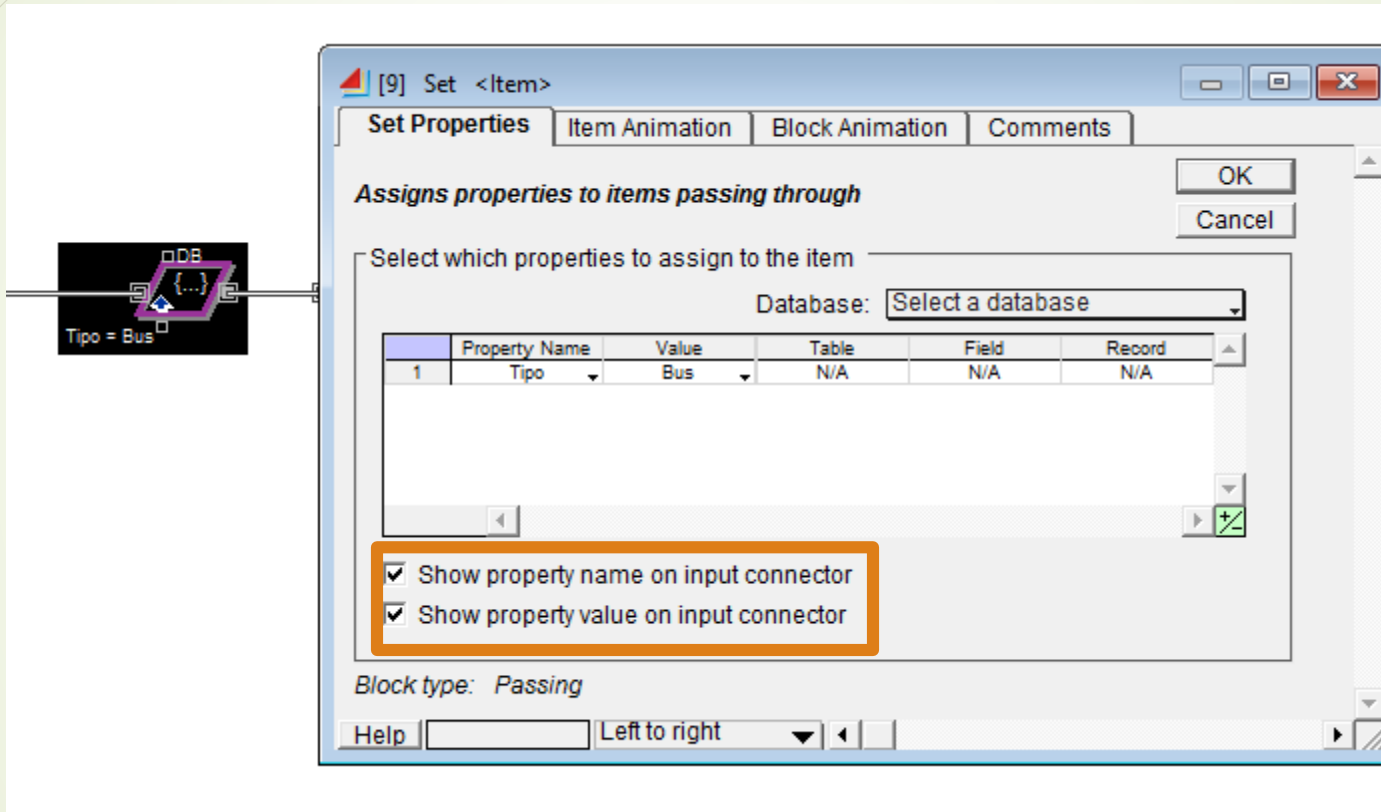 [9] Set <Item>
Set Properties Item Animation Block Animation Comments
OK
Assigns properties to items passing through
Cancel
DB
{...}
Tipo = Bus
Select which properties to assign to the item
Database: Select a database
Property Name Value Table Field Record
1 Tipo Bus N/A N/A N/A
+/-
Show property name on input connector
Show property value on input connector
Block type: Passing
Help Left to right